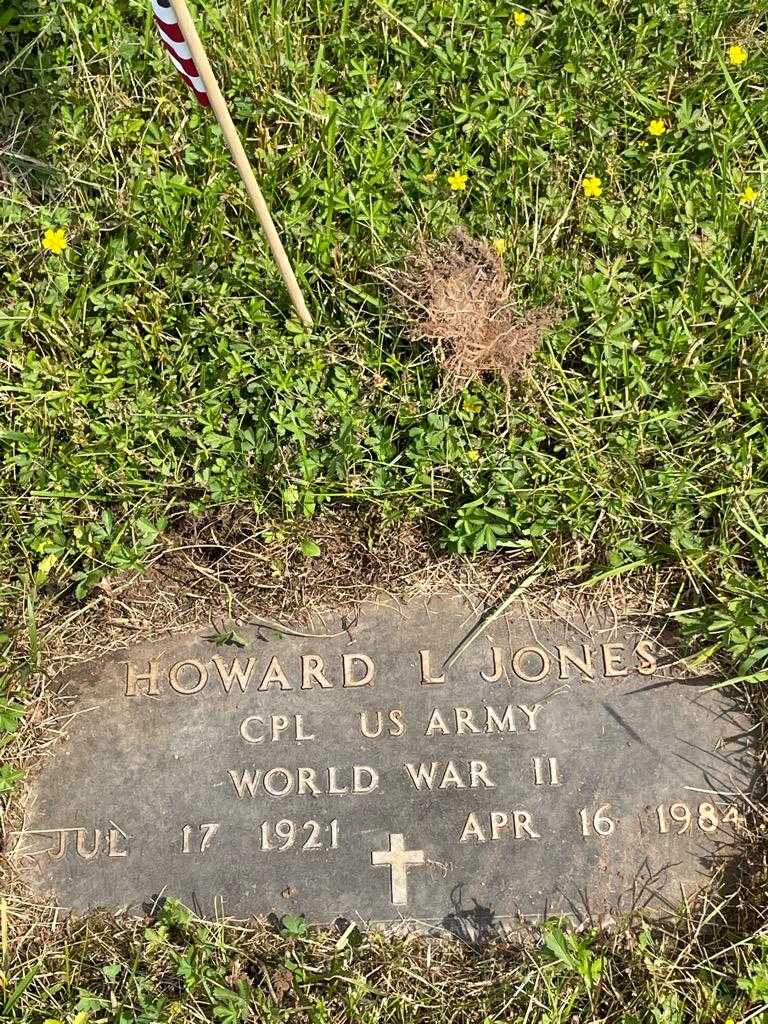 HOWARD L JONES
CPL US ARMY
WORLD WAR II
JUL 17 1921 APR 16 1984